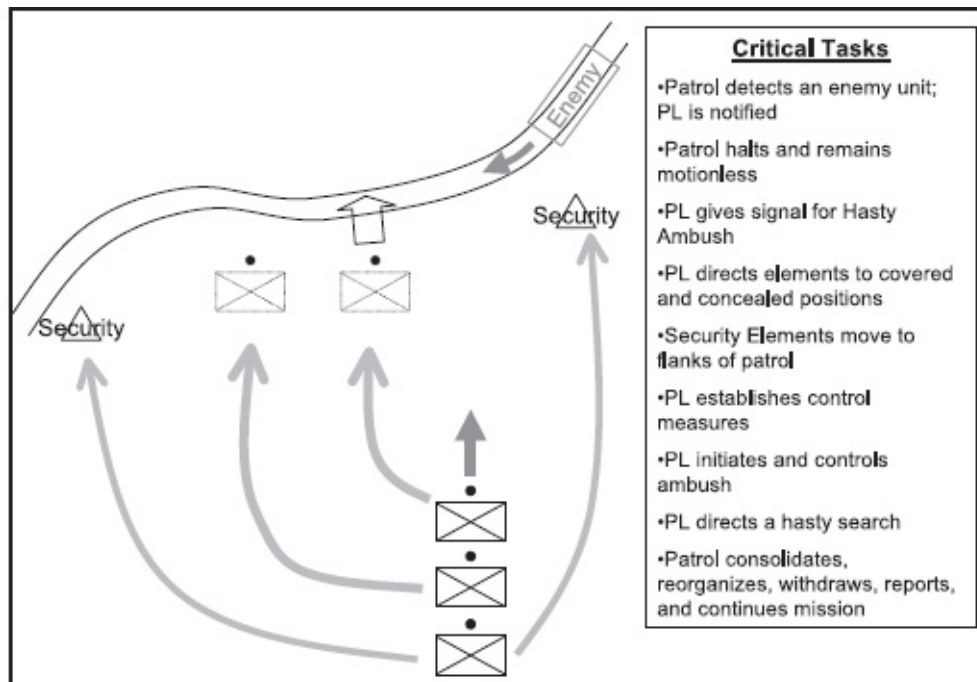 Enemy
Security
Security
Critical Tasks
•Patrol detects an enemy unit;
PL is notified
•Patrol halts and remains
motionless
•PL gives signal for Hasty
Ambush
•PL directs elements to covered
and concealed positions
•Security Elements move to
flanks of patrol
•PL establishes control
measures
•PL initiates and controls
ambush
•PL directs a hasty search
•Patrol consolidates,
reorganizes, withdraws, reports,
and continues mission